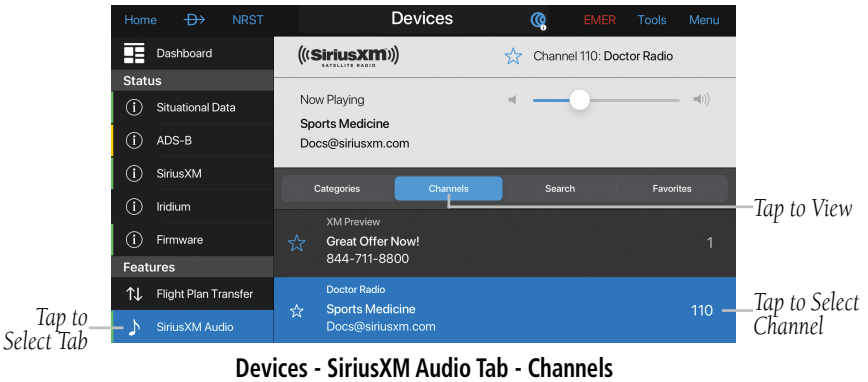 Home NRST Devices EMER Tools Menu
Dashboard
Status
Situational Data
ADS-B
SiriusXM
Iridium
Firmware
Features
Flight Plan Transfer
SiriusXM Audio
((SiriusXM))
SATELLITE RADIO
Channel 110: Doctor Radio
Now Playing
Sports Medicine
Docs@siriusxm.com
Categories Channels Search Favorites
XM Preview
Great Offer Now! 1
844-711-8800
Doctor Radio
Sports Medicine 110
Docs@siriusxm.com
Tap to View
Tap to Select
Channel
Tap to
Select Tab
Devices - SiriusXM Audio Tab - Channels